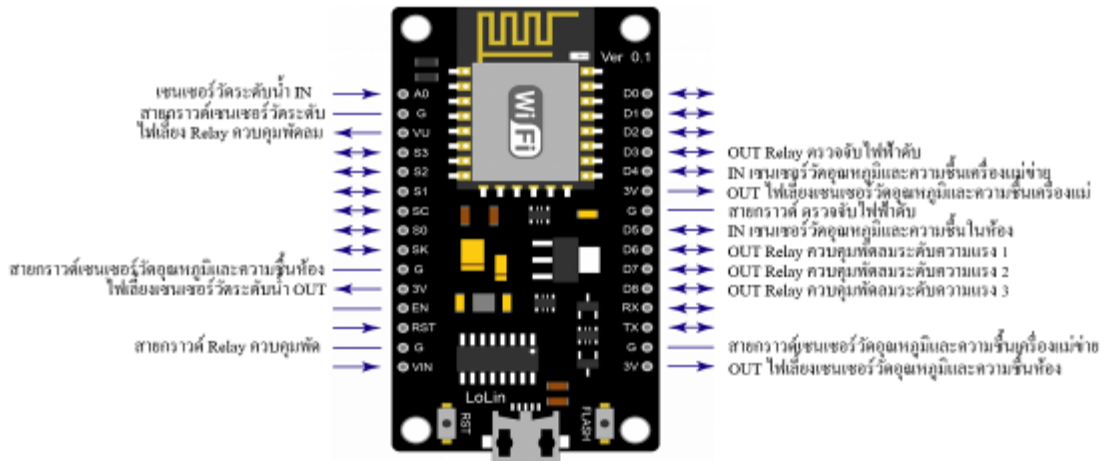 Ver 0.1
WiFi
เซนเซอร์วัดระดับน้ำ IN
A0
สายกราวด์เซนเซอร์วัดระดับ
G
ไฟเลี้ยง Relay ควบคุมพัดลม
VU
S3
S2
S1
SC
S0
SK
สายกราวด์เซนเซอร์วัดอุณหภูมิและความชื้นห้อง
G
ไฟเลี้ยงเซนเซอร์วัดระดับน้ำ OUT
3V
EN
RST
สายกราวด์ Relay ควบคุมพัด
G
VIN
D0
D1
D2
D3 OUT Relay ตรวจจับไฟฟ้าดับ
D4 IN เซนเซอร์วัดอุณหภูมิและความชื้นเครื่องแม่ข่าย
3V OUT ไฟเลี้ยงเซนเซอร์วัดอุณหภูมิและความชื้นเครื่องแม่
G สายกราวด์ ตรวจจับไฟฟ้าดับ
D5 IN เซนเซอร์วัดอุณหภูมิและความชื้นในห้อง
D6 OUT Relay ควบคุมพัดลมระดับความแรง 1
D7 OUT Relay ควบคุมพัดลมระดับความแรง 2
D8 OUT Relay ควบคุมพัดลมระดับความแรง 3
RX
TX
G สายกราวด์เซนเซอร์วัดอุณหภูมิและความชื้นเครื่องแม่ข่าย
3V OUT ไฟเลี้ยงเซนเซอร์วัดอุณหภูมิและความชื้นห้อง
LoLin
RST
FLASH